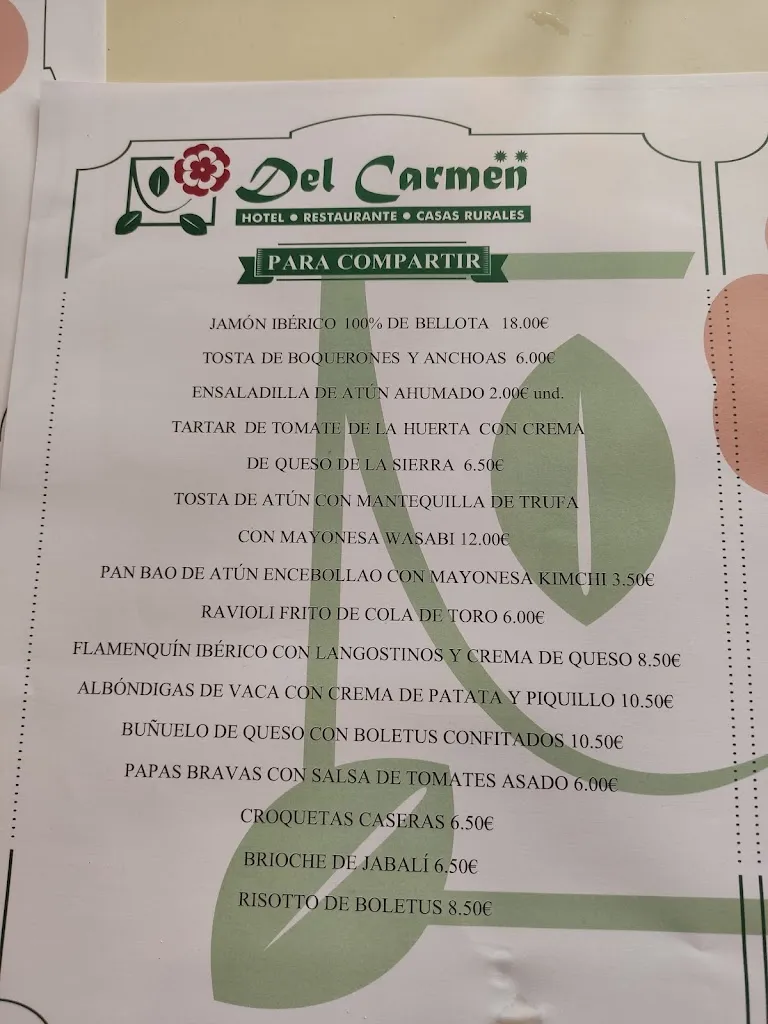 Del Carmen
HOTEL • RESTAURANTE • CASAS RURALES
PARA COMPARTIR
JAMÓN IBÉRICO 100% DE BELLOTA 18.00€
TOSTA DE BOQUERONES Y ANCHOAS 6.00€
ENSALADILLA DE ATÚN AHUMADO 2.00€ und.
TARTAR DE TOMATE DE LA HUERTA CON CREMA
DE QUESO DE LA SIERRA 6.50€
TOSTA DE ATÚN CON MANTEQUILLA DE TRUFA
CON MAYONESA WASABI 12.00€
PAN BAO DE ATÚN ENCEBOLLAO CON MAYONESA KIMCHI 3.50€
RAVIOLI FRITO DE COLA DE TORO 6.00€
FLAMENQUÍN IBÉRICO CON LANGOSTINOS Y CREMA DE QUESO 8.50€
ALBÓNDIGAS DE VACA CON CREMA DE PATATA Y PIQUILLO 10.50€
BUÑUELO DE QUESO CON BOLETUS CONFITADOS 10.50€
PAPAS BRAVAS CON SALSA DE TOMATES ASADO 6.00€
CROQUETAS CASERAS 6.50€
BRIOCHE DE JABALÍ 6.50€
RISOTTO DE BOLETUS 8.50€